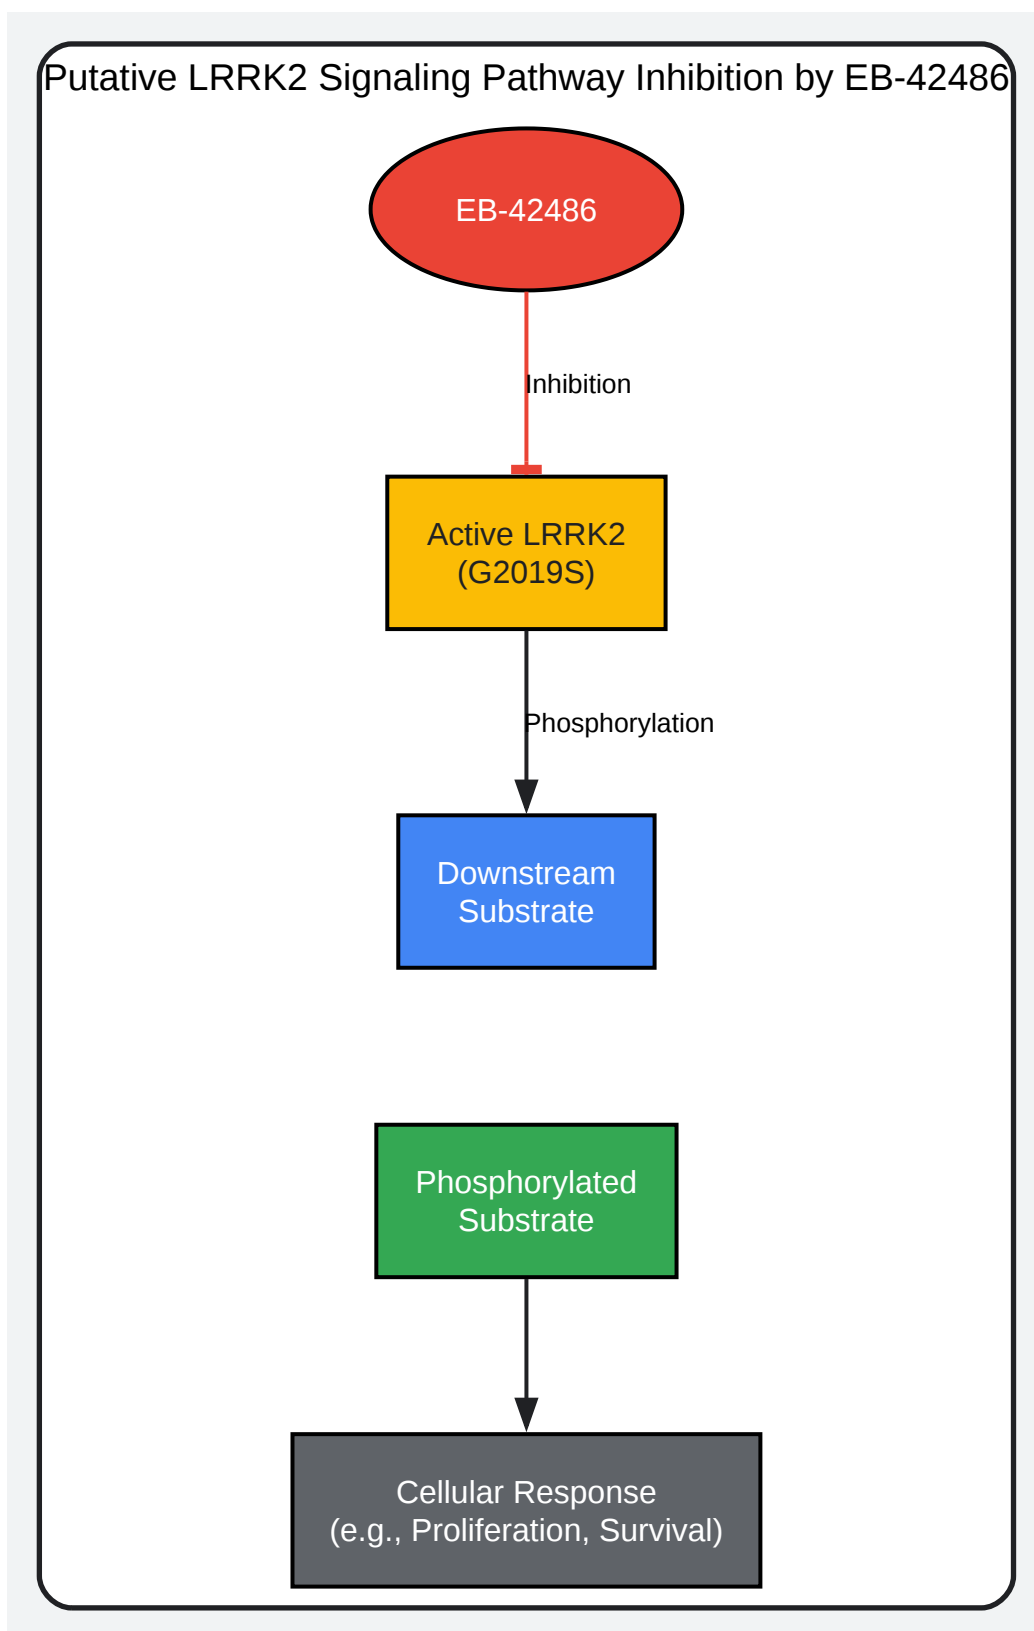 Putative LRRK2 Signaling Pathway Inhibition by EB-42486
EB-42486
Inhibition
Active LRRK2
(G2019S)
Phosphorylation
Downstream
Substrate
Phosphorylated
Substrate
Cellular Response
(e.g., Proliferation, Survival)